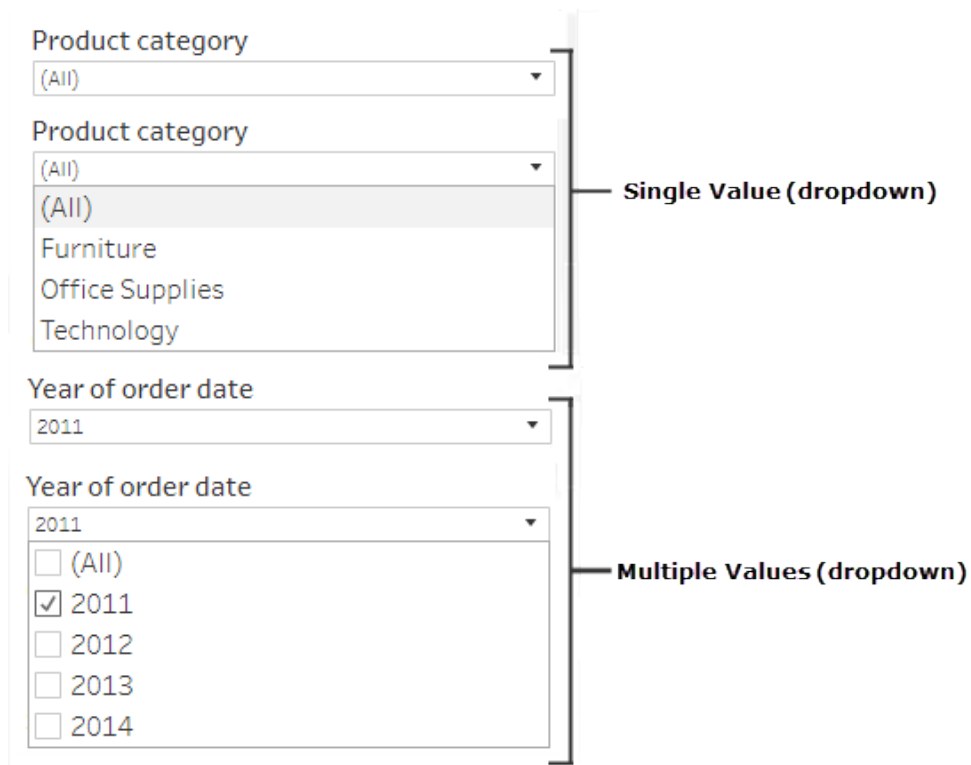 Product category
(All)
Product category
(All)
(All)
Furniture
Office Supplies
Technology
Single Value (dropdown)
Year of order date
2011
Year of order date
2011
(All)
2011
2012
2013
2014
Multiple Values (dropdown)